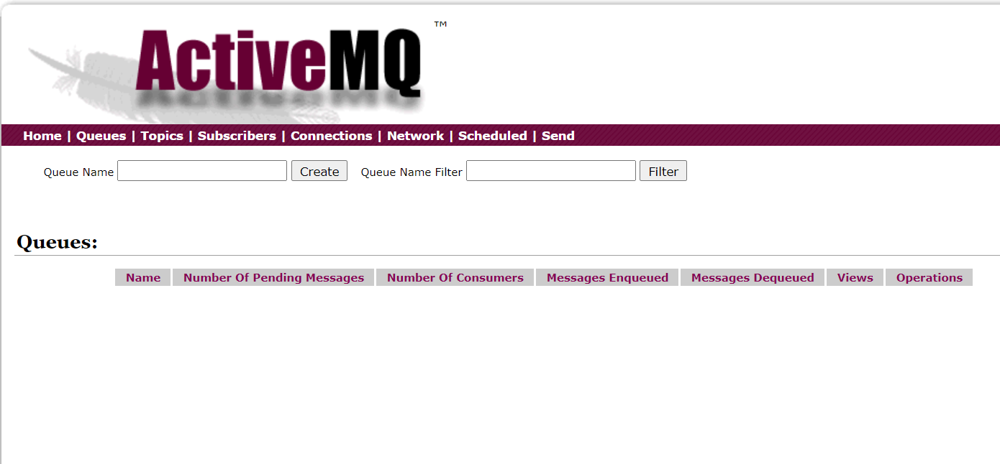 ActiveMQ ™
Home | Queues | Topics | Subscribers | Connections | Network | Scheduled | Send
Queue Name Create Queue Name Filter Filter
Queues:
Name Number Of Pending Messages Number Of Consumers Messages Enqueued Messages Dequeued Views Operations